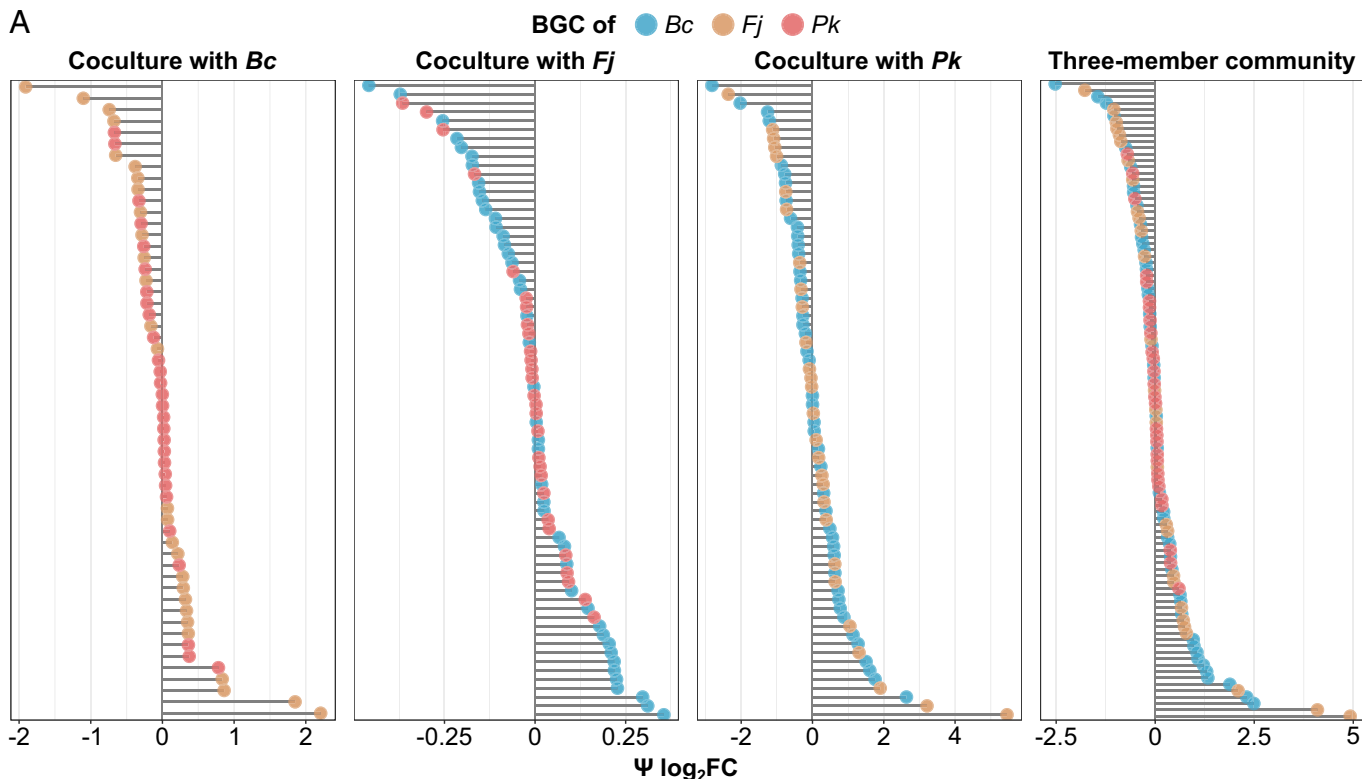 A
BGC of Bc Fj Pk
Coculture with Bc Coculture with Fj Coculture with Pk Three-member community
-2 -1 0 1 2 -0.25 0 0.25 -2 0 2 4 -2.5 0 2.5 5
Ψ log₂FC